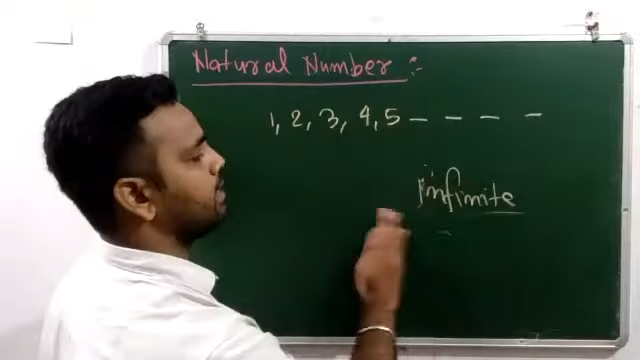 Natural Number :-
1, 2, 3, 4, 5 - - - -
infinite